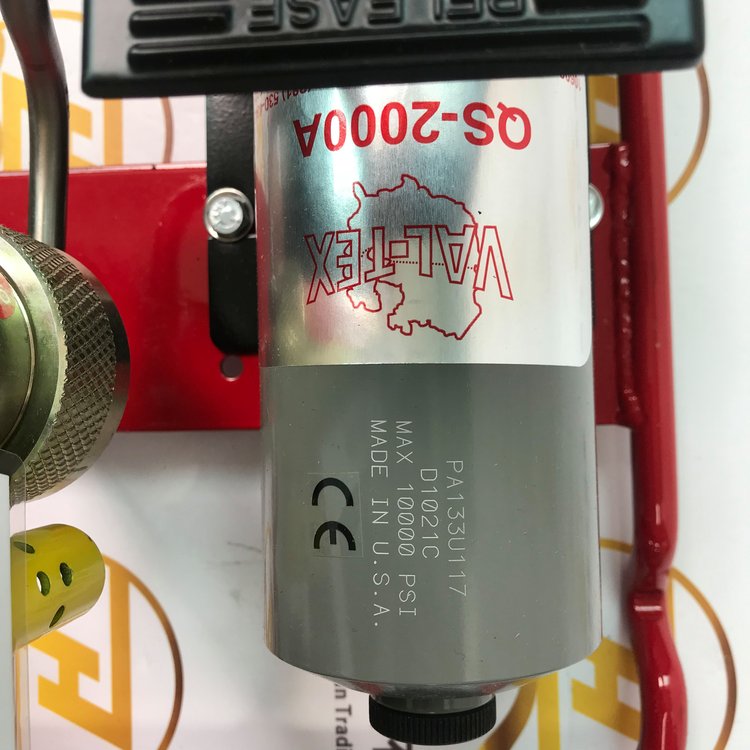 RELEASE
QS-2000A
VAL-TEX
PA133U117
D1021C
MAX 10000 PSI
MADE IN U.S.A.
CE